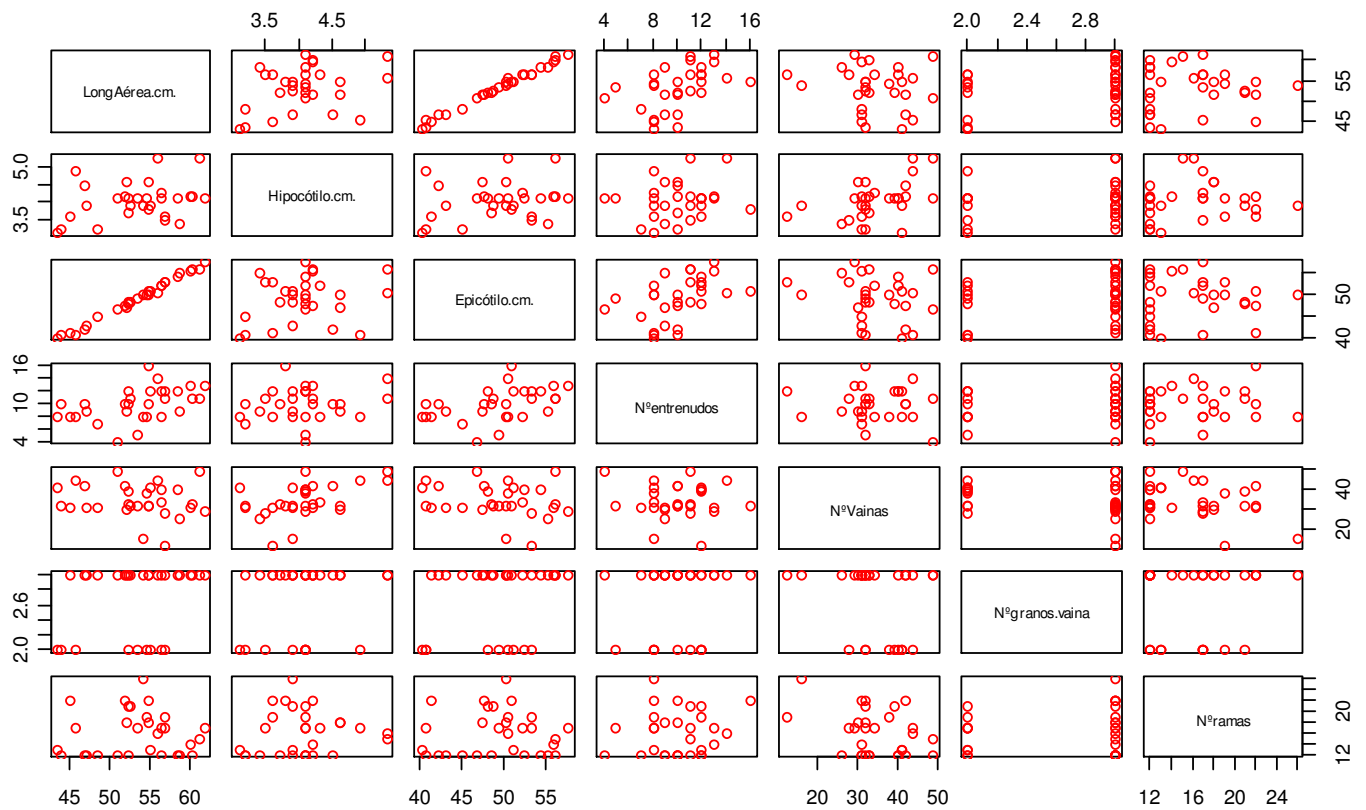 3.5 4.5 4 8 12 16 2.0 2.4 2.8
LongAérea.cm. 45 55
3.5 5.0 Hipocótilo.cm.
Epicótilo.cm. 40 50
4 10 16 Nºentrenudos
NºVainas 20 40
2.0 2.6 Nºgranos.vaina
Nºramas 12 20
45 50 55 60 40 45 50 55 20 30 40 50 12 16 20 24